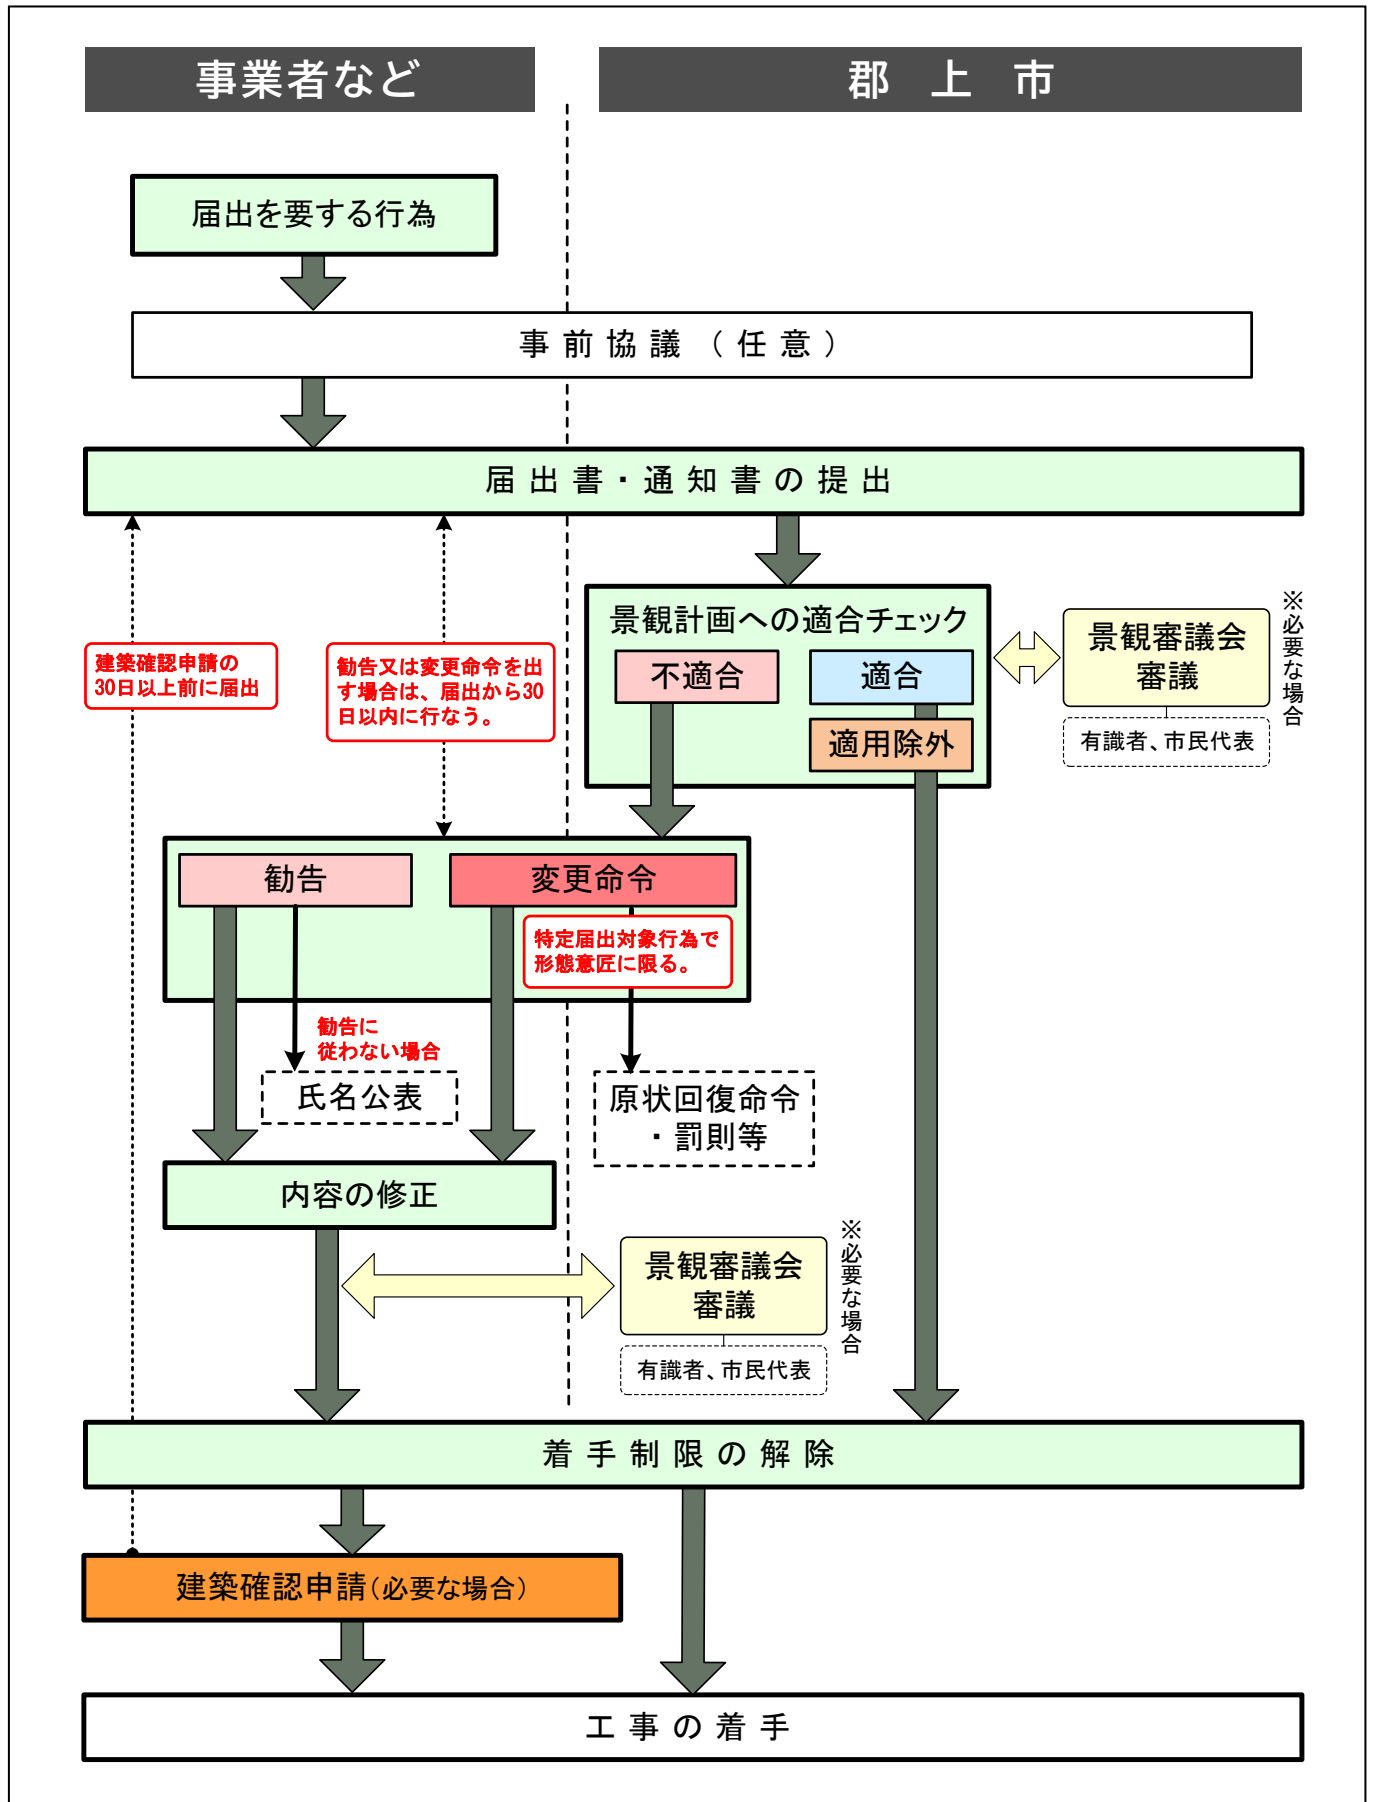 事業者など
郡上市
届出を要する行為
事前協議（任意）
届出書・通知書の提出
景観計画への適合チェック
不適合
適合
適用除外
景観審議会
審議
有識者、市民代表
※必要な場合
建築確認申請の
30日以上前に届出
勧告又は変更命令を出
す場合は、届出から30
日以内に行なう。
勧告
変更命令
特定届出対象行為で
形態意匠に限る。
勧告に
従わない場合
氏名公表
原状回復命令
・罰則等
内容の修正
景観審議会
審議
有識者、市民代表
※必要な場合
着手制限の解除
建築確認申請（必要な場合）
工事の着手